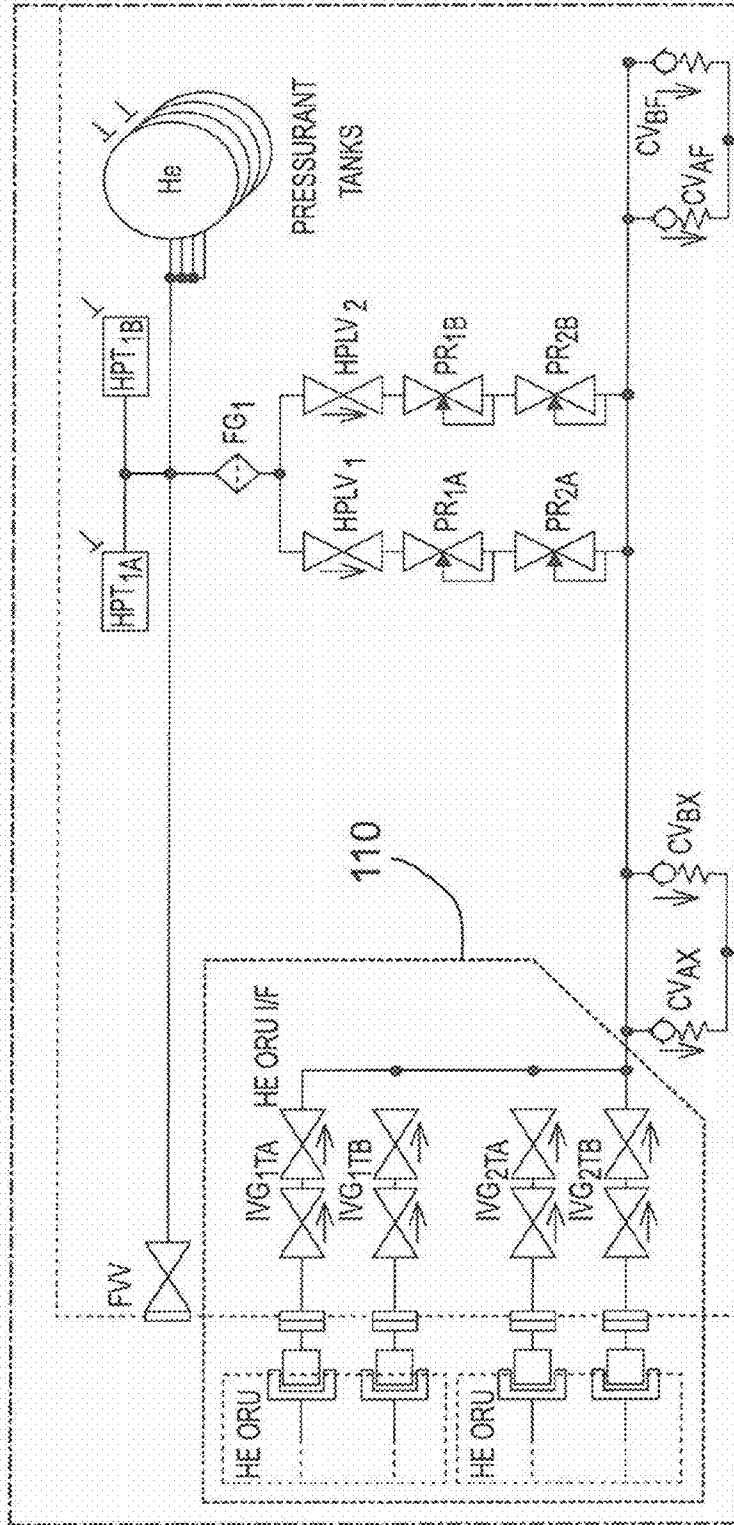 FVV
HPT1A
HPT1B
He
PRESSURANT
TANKS
FG1
HPLV1
HPLV2
PR1A
PR1B
PR2A
PR2B
110
HE ORU I/F
IVG1TA
IVG1TB
IVG2TA
IVG2TB
HE ORU
HE ORU
CVAX
CVBX
CVAF
CVBF